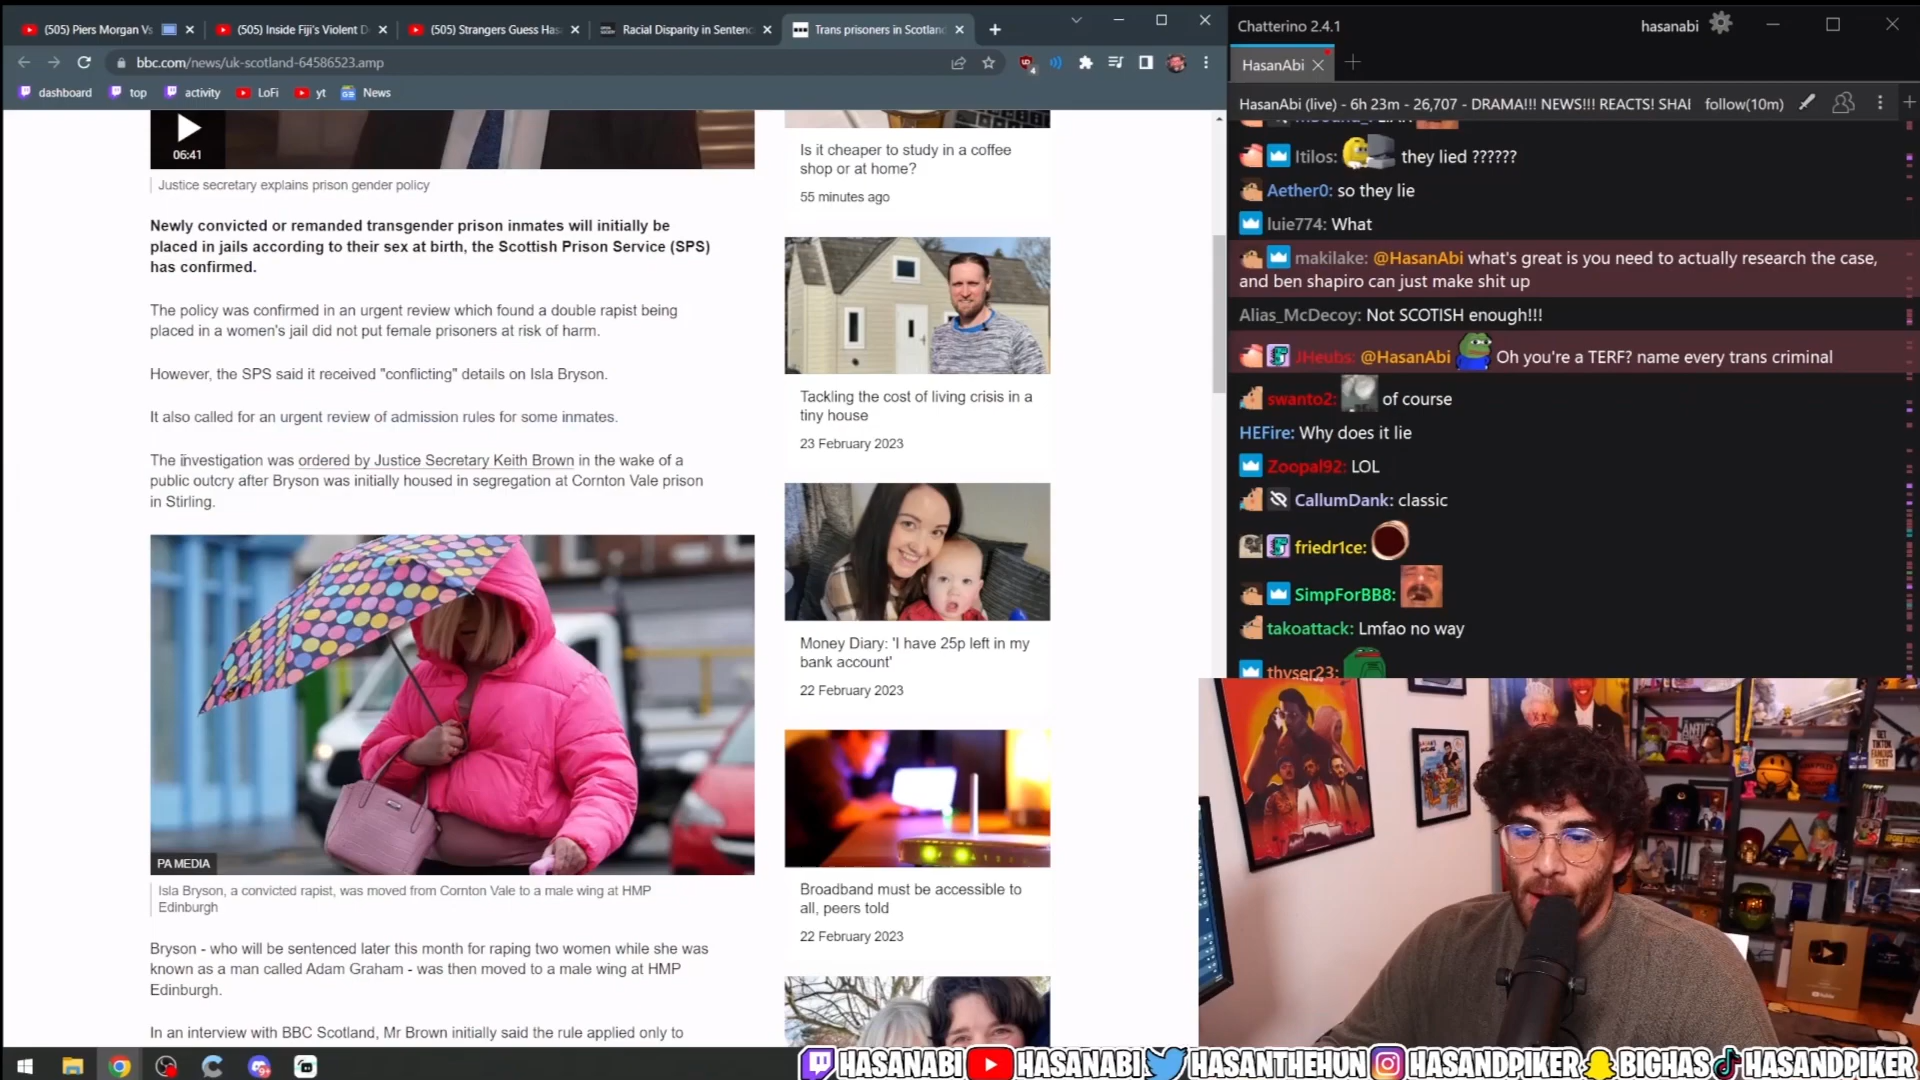 (505) Piers Morgan Vs
(505) Inside Fiji's Violent D
(505) Strangers Guess Has
Racial Disparity in Sentenc
Trans prisoners in Scotland
bbc.com/news/uk-scotland-64586523.amp
4
dashboard
top
activity
LoFi
yt
News
06:41
Justice secretary explains prison gender policy
Newly convicted or remanded transgender prison inmates will initially be
placed in jails according to their sex at birth, the Scottish Prison Service (SPS)
has confirmed.
The policy was confirmed in an urgent review which found a double rapist being
placed in a women's jail did not put female prisoners at risk of harm.
However, the SPS said it received "conflicting" details on Isla Bryson.
It also called for an urgent review of admission rules for some inmates.
The investigation was ordered by Justice Secretary Keith Brown in the wake of a
public outcry after Bryson was initially housed in segregation at Cornton Vale prison
in Stirling.
PA MEDIA
Isla Bryson, a convicted rapist, was moved from Cornton Vale to a male wing at HMP
Edinburgh
Bryson - who will be sentenced later this month for raping two women while she was
known as a man called Adam Graham - was then moved to a male wing at HMP
Edinburgh.
In an interview with BBC Scotland, Mr Brown initially said the rule applied only to
Is it cheaper to study in a coffee
shop or at home?
55 minutes ago
Tackling the cost of living crisis in a
tiny house
23 February 2023
Money Diary: 'I have 25p left in my
bank account'
22 February 2023
Broadband must be accessible to
all, peers told
22 February 2023
Chatterino 2.4.1
hasanabi
HasanAbi
HasanAbi (live) - 6h 23m - 26,707 - DRAMA!!! NEWS!!! REACTS! SHAI
follow(10m)
Itilos: they lied ??????
Aether0: so they lie
luie774: What
makilake: @HasanAbi what's great is you need to actually research the case,
and ben shapiro can just make shit up
Alias_McDecoy: Not SCOTISH enough!!!
JHeubs: @HasanAbi Oh you're a TERF? name every trans criminal
swanto2: of course
HEFire: Why does it lie
Zoopal92: LOL
CallumDank: classic
friedr1ce:
SimpForBB8:
takoattack: Lmfao no way
thyser23:
HASANABI HASANABI HASANTHEHUN HASANDPIKER BIGHAS HASANDPIKER